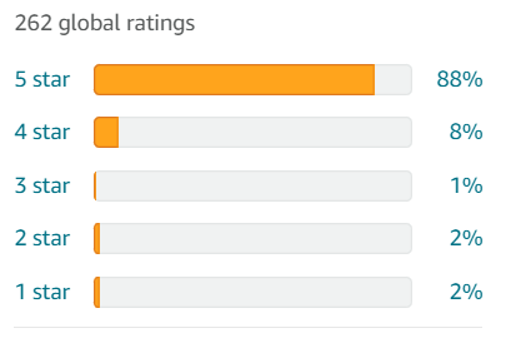 262 global ratings
5 star 88%
4 star 8%
3 star 1%
2 star 2%
1 star 2%